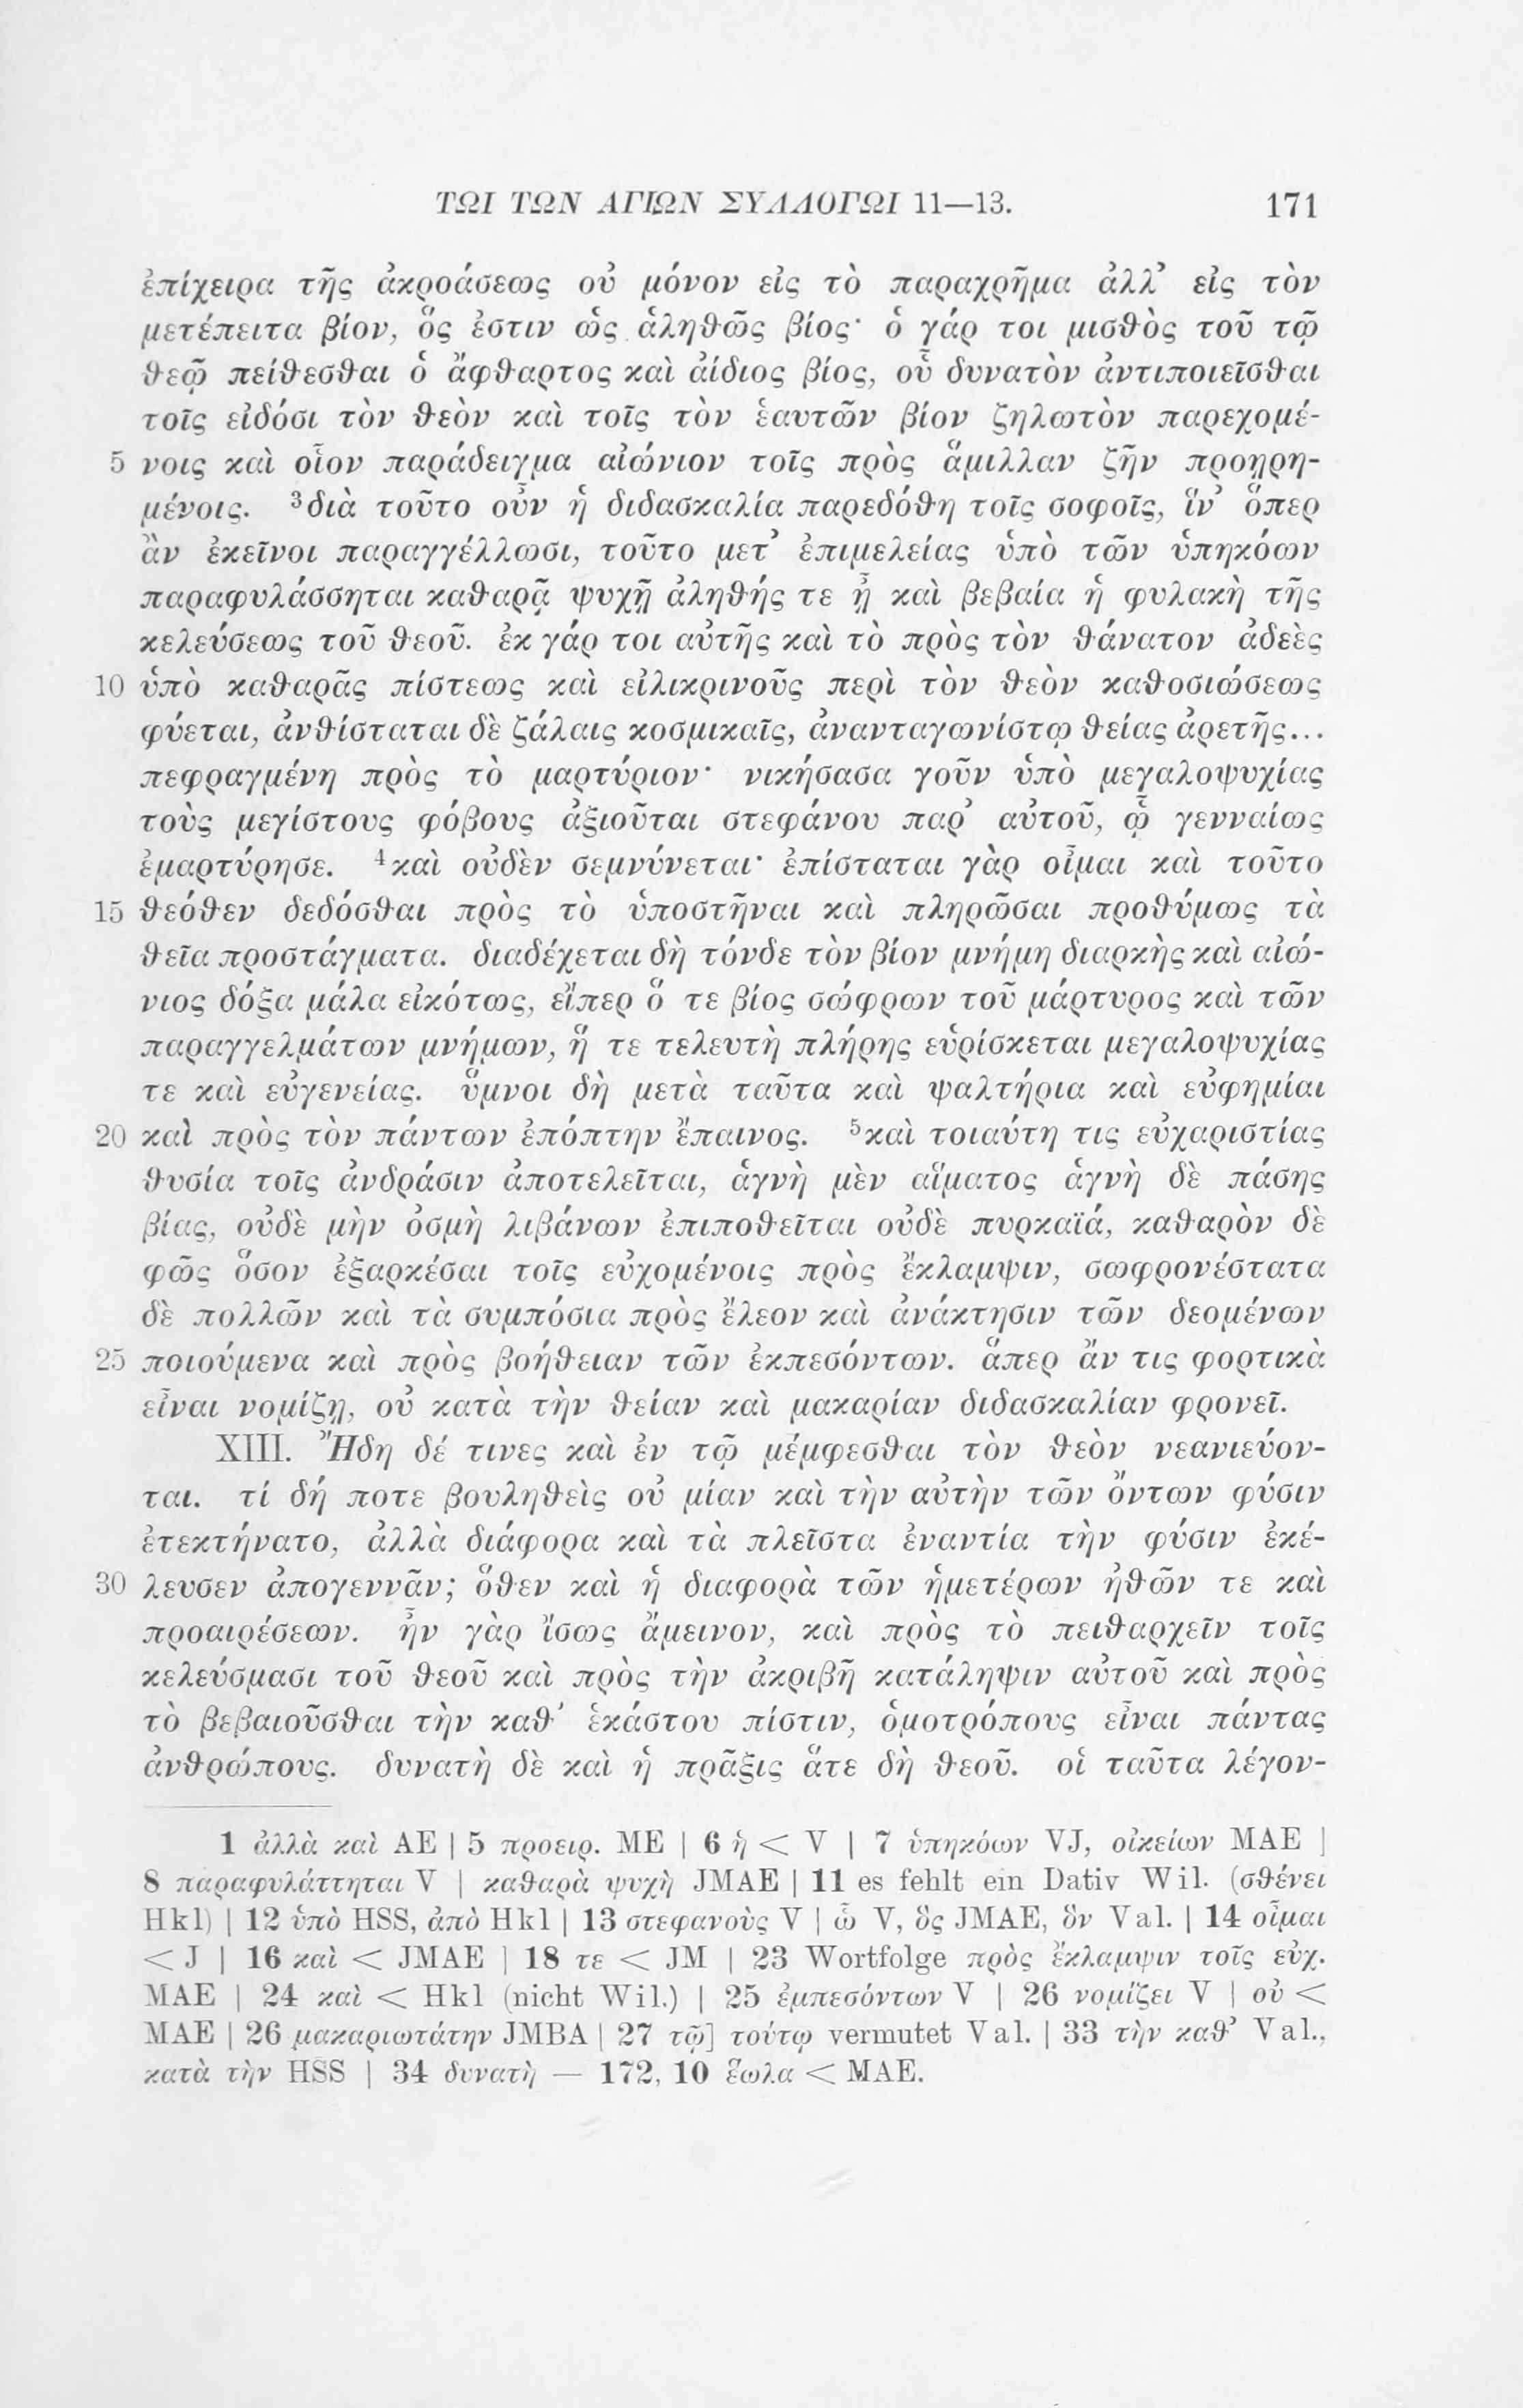 ΤΩΙ ΤΩΝ ΑΓΙΩΝ ΣΥΛΛΟΓΩΙ 11—13. 171
ἐπίχειρα τῆς ἀκροάσεως οὐ μόνον εἰς τὸ παραχρῆμα ἀλλ’ εἰς τὸν
μετέπειτα βίον, ὅς ἐστιν ὡς ἀληθῶς βίος· ὁ γάρ τοι μισθὸς τοῦ τῷ
θεῷ πείθεσθαι ὁ ἄφθαρτος καὶ ἀίδιος βίος, οὗ δυνατὸν ἀντιποιεῖσθαι
τοῖς εἰδόσι τὸν θεὸν καὶ τοῖς τὸν ἑαυτῶν βίον ζηλωτὸν παρεχομέ-
5 νοις καὶ οἷον παράδειγμα αἰώνιον τοῖς πρὸς ἅμιλλαν ζῆν προῃρη-
μένοις. ³διὰ τοῦτο οὖν ἡ διδασκαλία παρεδόθη τοῖς σοφοῖς, ἵν’ ὅπερ
ἂν ἐκεῖνοι παραγγέλλωσι, τοῦτο μετ’ ἐπιμελείας ὑπὸ τῶν ὑπηκόων
παραφυλάσσηται καθαρᾷ ψυχῇ ἀληθής τε ᾖ καὶ βεβαία ἡ φυλακὴ τῆς
κελεύσεως τοῦ θεοῦ. ἐκ γάρ τοι αὐτῆς καὶ τὸ πρὸς τὸν θάνατον ἀδεὲς
10 ὑπὸ καθαρᾶς πίστεως καὶ εἰλικρινοῦς περὶ τὸν θεὸν καθοσιώσεως
φύεται, ἀνθίσταται δὲ ζάλαις κοσμικαῖς, ἀνανταγωνίστῳ θείας ἀρετῆς...
πεφραγμένη πρὸς τὸ μαρτύριον· νικήσασα γοῦν ὑπὸ μεγαλοψυχίας
τοὺς μεγίστους φόβους ἀξιοῦται στεφάνου παρ’ αὐτοῦ, ᾧ γενναίως
ἐμαρτύρησε. ⁴καὶ οὐδὲν σεμνύνεται· ἐπίσταται γὰρ οἶμαι καὶ τοῦτο
15 θεόθεν δεδόσθαι πρὸς τὸ ὑποστῆναι καὶ πληρῶσαι προθύμως τὰ
θεῖα προστάγματα. διαδέχεται δὴ τόνδε τὸν βίον μνήμη διαρκὴς καὶ αἰώ-
νιος δόξα μάλα εἰκότως, εἴπερ ὅ τε βίος σώφρων τοῦ μάρτυρος καὶ τῶν
παραγγελμάτων μνήμων, ἥ τε τελευτὴ πλήρης εὑρίσκεται μεγαλοψυχίας
τε καὶ εὐγενείας. ὕμνοι δὴ μετὰ ταῦτα καὶ ψαλτήρια καὶ εὐφημίαι
20 καὶ πρὸς τὸν πάντων ἐπόπτην ἔπαινος. ⁵καὶ τοιαύτη τις εὐχαριστίας
θυσία τοῖς ἀνδράσιν ἀποτελεῖται, ἁγνὴ μὲν αἵματος ἁγνὴ δὲ πάσης
βίας, οὐδὲ μὴν ὀσμὴ λιβάνων ἐπιποθεῖται οὐδὲ πυρκαϊά, καθαρὸν δὲ
φῶς ὅσον ἐξαρκέσαι τοῖς εὐχομένοις πρὸς ἔκλαμψιν, σωφρονέστατα
δὲ πολλῶν καὶ τὰ συμπόσια πρὸς ἔλεον καὶ ἀνάκτησιν τῶν δεομένων
25 ποιούμενα καὶ πρὸς βοήθειαν τῶν ἐκπεσόντων. ἅπερ ἄν τις φορτικὰ
εἶναι νομίζῃ, οὐ κατὰ τὴν θείαν καὶ μακαρίαν διδασκαλίαν φρονεῖ.
XIII. Ἤδη δέ τινες καὶ ἐν τῷ μέμφεσθαι τὸν θεὸν νεανιεύον-
ται. τί δή ποτε βουληθεὶς οὐ μίαν καὶ τὴν αὐτὴν τῶν ὄντων φύσιν
ἐτεκτήνατο, ἀλλὰ διάφορα καὶ τὰ πλεῖστα ἐναντία τὴν φύσιν ἐκέ-
30 λευσεν ἀπογεννᾶν; ὅθεν καὶ ἡ διαφορὰ τῶν ἡμετέρων ἠθῶν τε καὶ
προαιρέσεων. ἦν γὰρ ἴσως ἄμεινον, καὶ πρὸς τὸ πειθαρχεῖν τοῖς
κελεύσμασι τοῦ θεοῦ καὶ πρὸς τὴν ἀκριβῆ κατάληψιν αὐτοῦ καὶ πρὸς
τὸ βεβαιοῦσθαι τὴν καθ’ ἑκάστου πίστιν, ὁμοτρόπους εἶναι πάντας
ἀνθρώπους. δυνατὴ δὲ καὶ ἡ πρᾶξις ἅτε δὴ θεοῦ. οἱ ταῦτα λέγον-
1 ἀλλὰ καὶ AE | 5 προειρ. ME | 6 ἡ < V | 7 ὑπηκόων VJ, οἰκείων MAE |
8 παραφυλάττηται V | καθαρὰ ψυχὴ JMAE | 11 es fehlt ein Dativ Wil. (σθένει
Hkl) | 12 ὑπὸ HSS, ἀπὸ Hkl | 13 στεφανοὺς V | ὦ V, ὃς JMAE, ὃν Val. | 14 οἶμαι
< J | 16 καὶ < JMAE | 18 τε < JM | 23 Wortfolge πρὸς ἔκλαμψιν τοῖς εὐχ.
MAE | 24 καὶ < Hkl (nicht Wil.) | 25 ἐμπεσόντων V | 26 νομίζει V | οὐ <
MAE | 26 μακαριωτάτην JMBA | 27 τῷ] τούτῳ vermutet Val. | 33 τὴν καθ’ Val.,
κατὰ τὴν HSS | 34 δυνατὴ — 172, 10 ἕωλα < MAE.